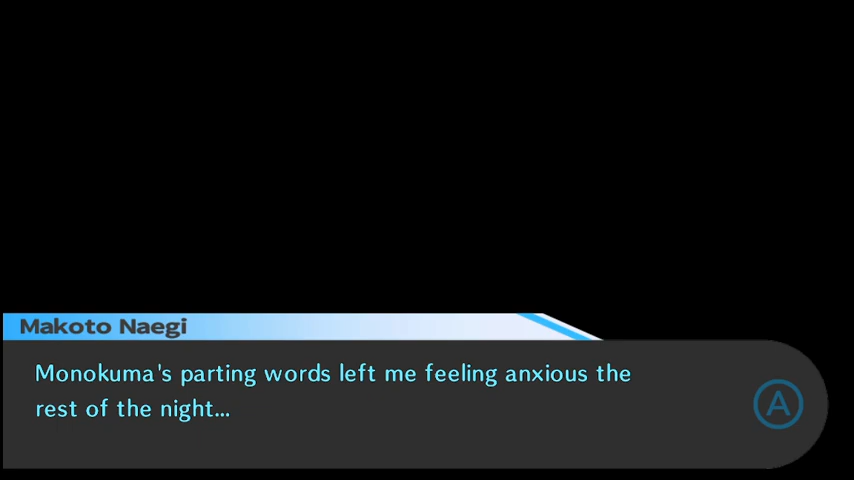 Makoto Naegi
Monokuma's parting words left me feeling anxious the
rest of the night...
A